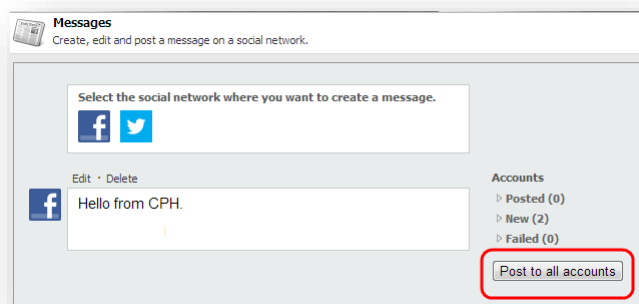 Messages
Create, edit and post a message on a social network.
Select the social network where you want to create a message.
Edit · Delete
Hello from CPH.
Accounts
Posted (0)
New (2)
Failed (0)
Post to all accounts